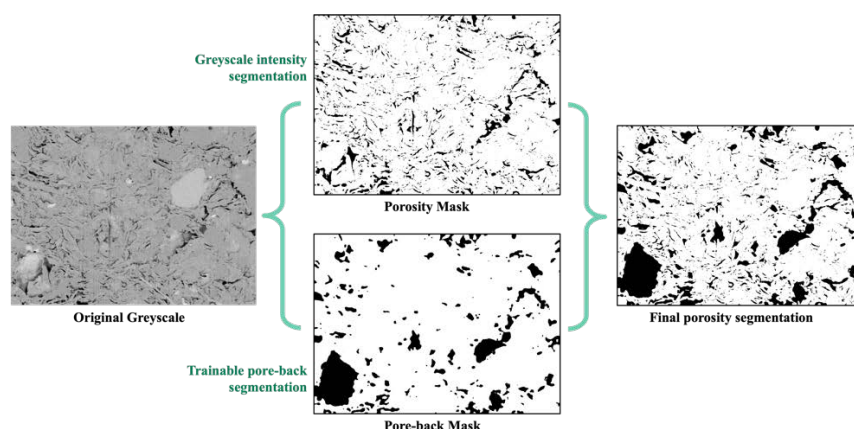 Greyscale intensity
segmentation
Porosity Mask
Original Greyscale
Final porosity segmentation
Trainable pore-back
segmentation
Pore-back Mask